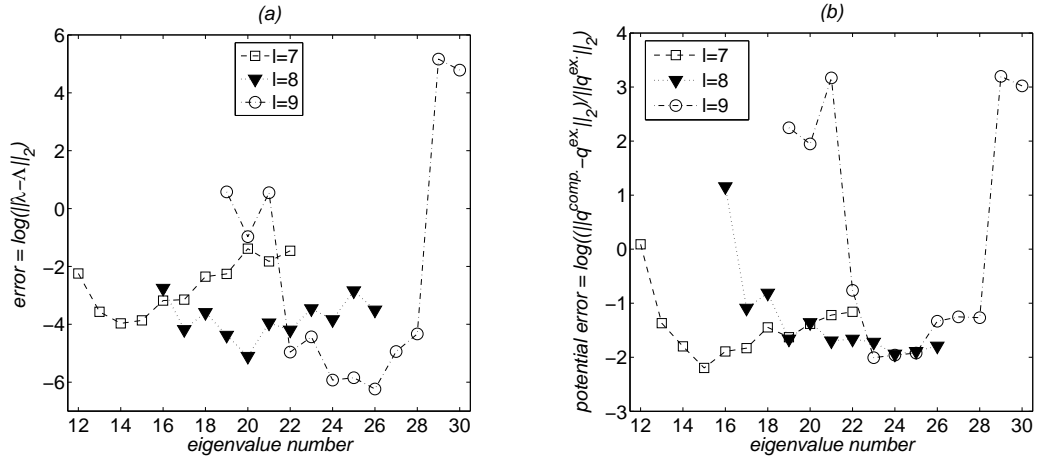 (a)
6
4
2
0
−2
−4
−6
12 14 16 18 20 22 24 26 28 30
eigenvalue number
error = log(||λ−Λ||2)
l=7
l=8
l=9
(b)
4
3
2
1
0
−1
−2
−3
12 14 16 18 20 22 24 26 28 30
eigenvalue number
potential error = log((||q^comp.−q^ex.||2)/||q^ex.||2)
l=7
l=8
l=9